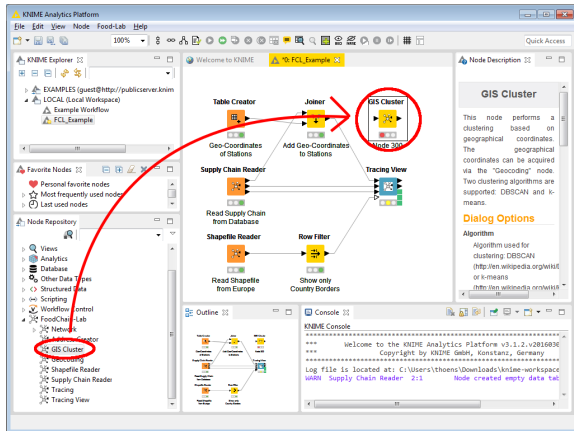 KNIME Analytics Platform
File Edit View Node Food-Lab Help
100%
Quick Access
KNIME Explorer
EXAMPLES (guest@http://publicserver.knim
LOCAL (Local Workspace)
Example Workflow
FCL_Example
Favorite Nodes
Personal favorite nodes
Most frequently used nodes
Last used nodes
Node Repository
Views
Analytics
Database
Other Data Types
Structured Data
Scripting
Workflow Control
FoodChain-Lab
Network
Address Creator
GIS Cluster
Geocoding
Shapefile Reader
Supply Chain Reader
Tracing
Tracing View
Welcome to KNIME
*0: FCL_Example
Table Creator
Joiner
GIS Cluster
Geo-Coordinates
of Stations
Add Geo-Coordinates
to Stations
Node 300
Supply Chain Reader
Tracing View
Read Supply Chain
from Database
Shapefile Reader
Row Filter
Read Shapefile
from Europe
Show only
Country Borders
Node Description
GIS Cluster
This node performs a
clustering based on
geographical coordinates.
The geographical
coordinates can be acquired
via the "Geocoding" node.
Two clustering algorithms are
supported: DBSCAN and k-
means.
Dialog Options
Algorithm
Algorithm used for
clustering: DBSCAN
(http://en.wikipedia.org/wiki/D
or k-means
(http://en.wikipedia.org/wiki/
Outline
Console
KNIME Console
*** Welcome to the KNIME Analytics Platform v3.1.2.v2016030
*** Copyright by KNIME GmbH, Konstanz, Germany
Log file is located at: C:\Users\thoens\Downloads\knime-workspace
WARN Supply Chain Reader 2:1 Node created empty data tab